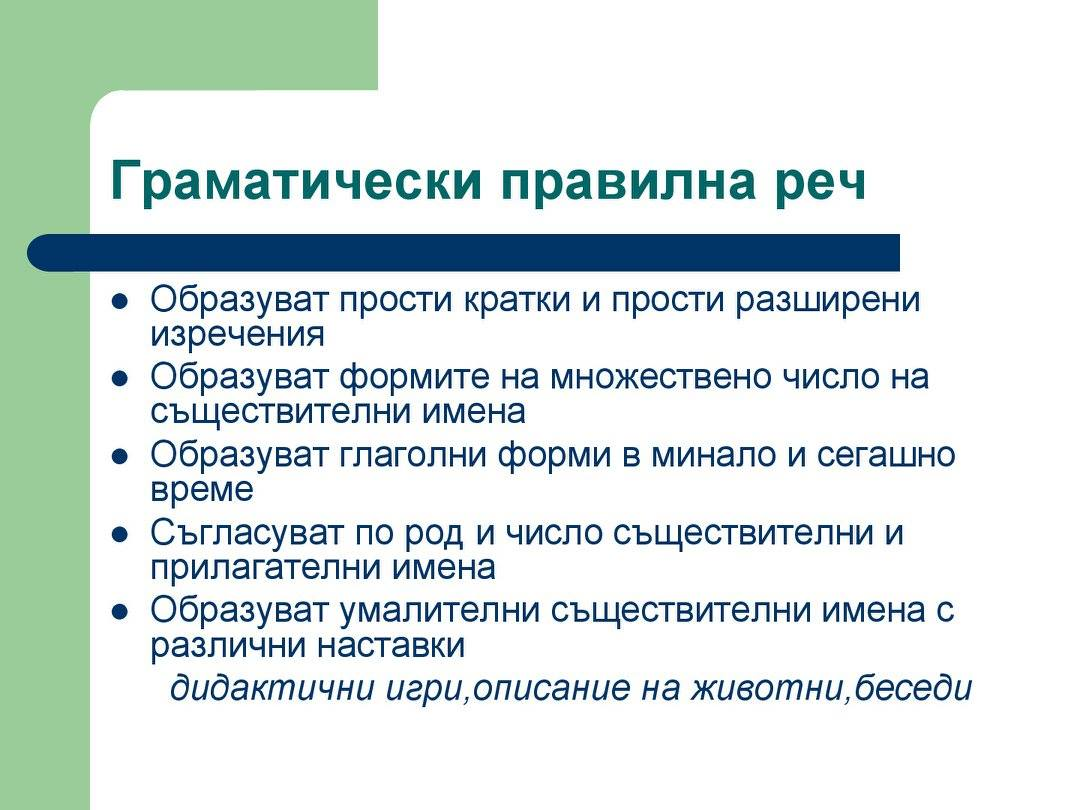 Граматически правилна реч
Образуват прости кратки и прости разширени
изречения
Образуват формите на множествено число на
съществителни имена
Образуват глаголни форми в минало и сегашно
време
Съгласуват по род и число съществителни и
прилагателни имена
Образуват умалителни съществителни имена с
различни наставки
дидактични игри,описание на животни,беседи